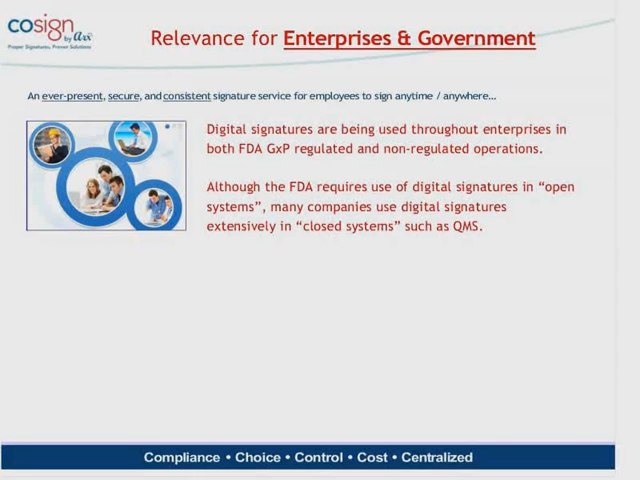 cosign
by arx
Proper Signatures, Proven Solutions
Relevance for Enterprises & Government
An ever-present, secure, and consistent signature service for employees to sign anytime / anywhere...
Digital signatures are being used throughout enterprises in
both FDA GxP regulated and non-regulated operations.
Although the FDA requires use of digital signatures in “open
systems”, many companies use digital signatures
extensively in “closed systems” such as QMS.
Compliance • Choice • Control • Cost • Centralized